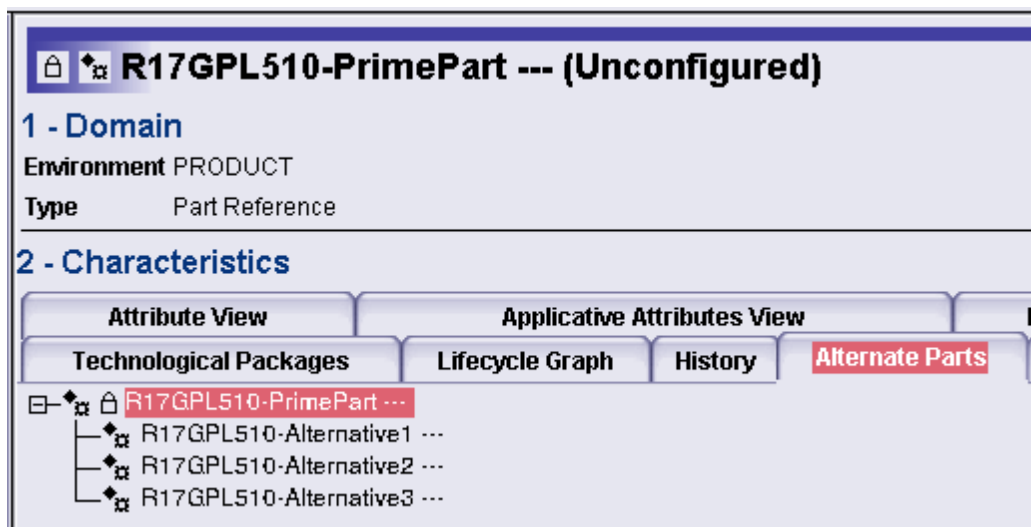 R17GPL510-PrimePart --- (Unconfigured)
1 - Domain
Environment PRODUCT
Type Part Reference
2 - Characteristics
Attribute View Applicative Attributes View
Technological Packages Lifecycle Graph History Alternate Parts
R17GPL510-PrimePart ---
R17GPL510-Alternative1 ---
R17GPL510-Alternative2 ---
R17GPL510-Alternative3 ---